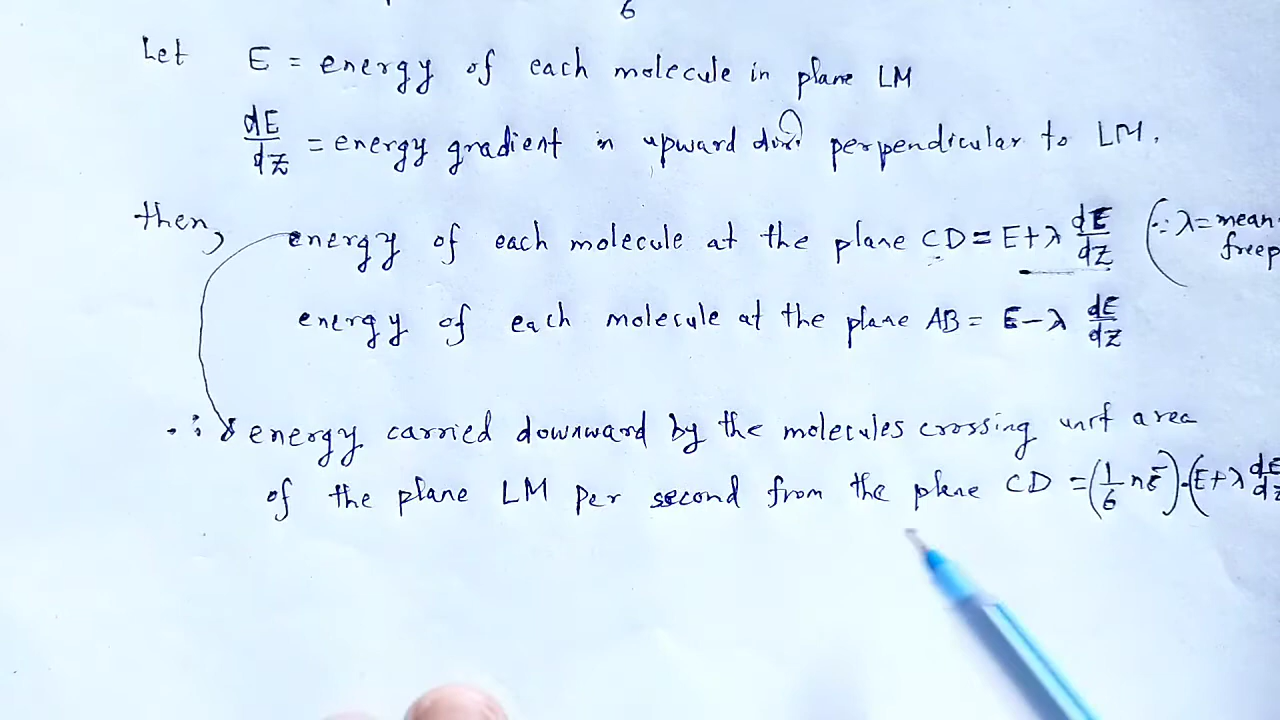 6
Let E = energy of each molecule in plane LM
dE/dz = energy gradient in upward dirⁿ perpendicular to LM.
then, energy of each molecule at the plane CD = E+λ dE/dz (∵ λ = mean
freep
energy of each molecule at the plane AB = E−λ dE/dz
∴ energy carried downward by the molecules crossing unit area
of the plane LM per second from the plane CD = (1/6 n c̄)·(E+λ dE/dz